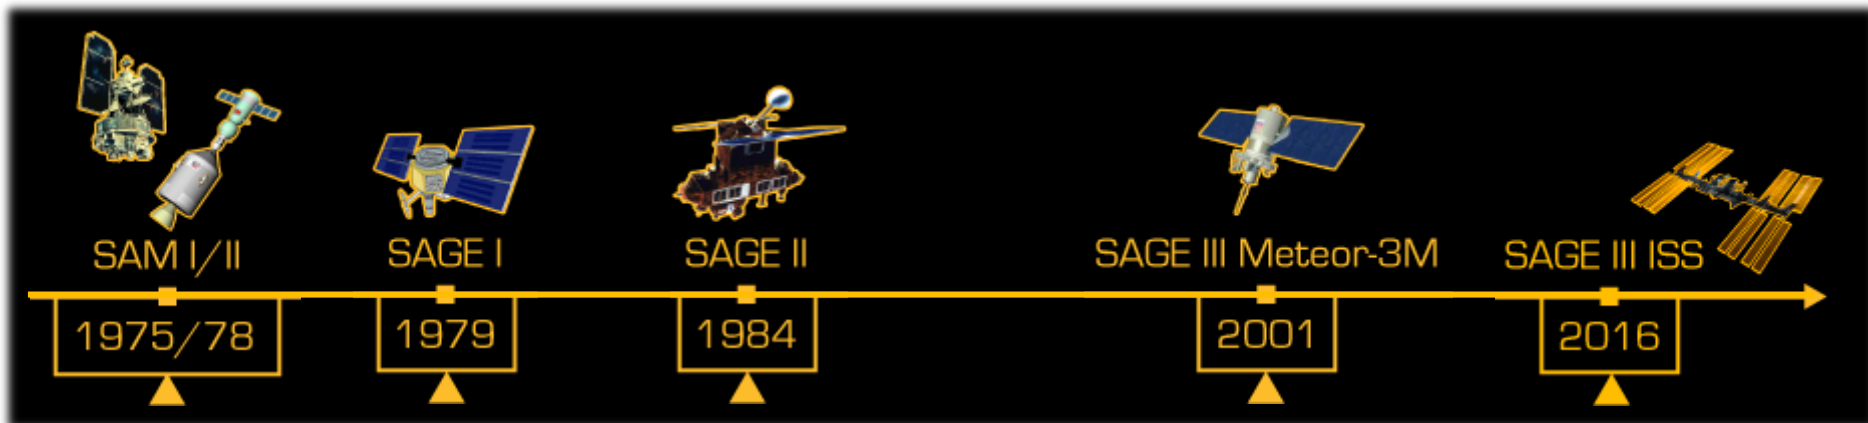 SAM I/II
SAGE I
SAGE II
SAGE III Meteor-3M
SAGE III ISS
1975/78
1979
1984
2001
2016